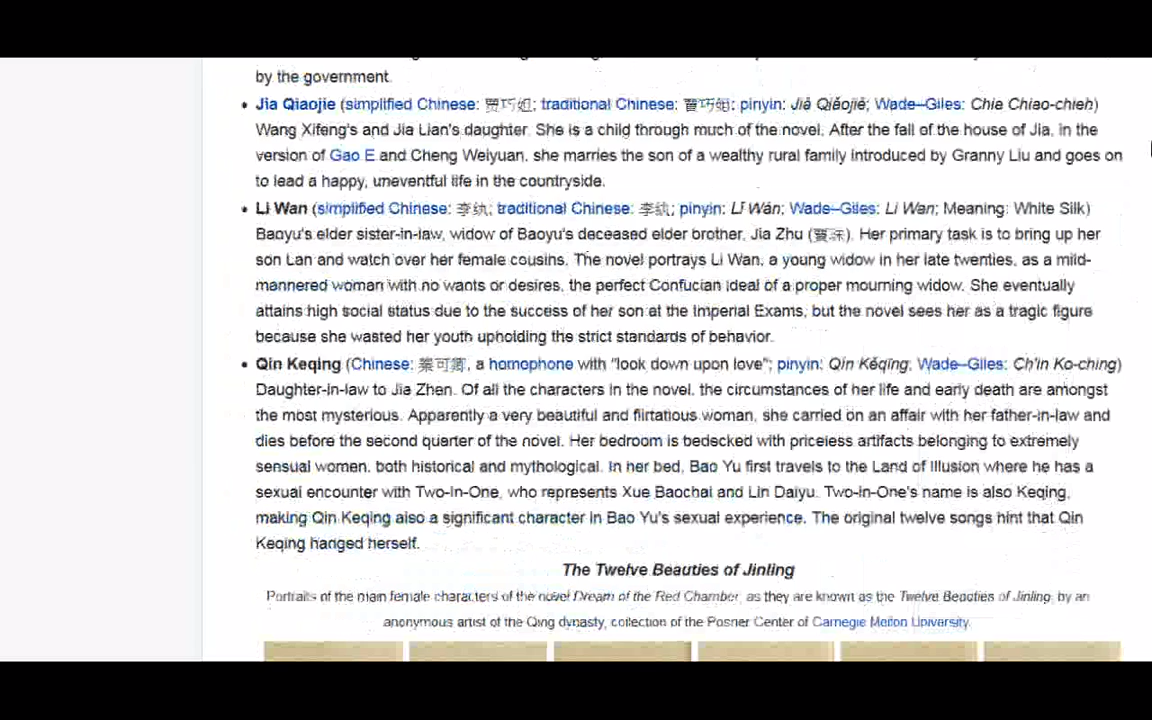 by the government.
• Jia Qiaojie (simplified Chinese: 贾巧姐; traditional Chinese: 賈巧姐; pinyin: Jiǎ Qiǎojiě; Wade–Giles: Chia Chiao-chieh)
Wang Xifeng's and Jia Lian's daughter. She is a child through much of the novel. After the fall of the house of Jia, in the
version of Gao E and Cheng Weiyuan, she marries the son of a wealthy rural family introduced by Granny Liu and goes on
to lead a happy, uneventful life in the countryside.
• Li Wan (simplified Chinese: 李纨; traditional Chinese: 李紈; pinyin: Lǐ Wán; Wade–Giles: Li Wan; Meaning: White Silk)
Baoyu's elder sister-in-law, widow of Baoyu's deceased elder brother, Jia Zhu (賈珠). Her primary task is to bring up her
son Lan and watch over her female cousins. The novel portrays Li Wan, a young widow in her late twenties, as a mild-
mannered woman with no wants or desires, the perfect Confucian ideal of a proper mourning widow. She eventually
attains high social status due to the success of her son at the Imperial Exams, but the novel sees her as a tragic figure
because she wasted her youth upholding the strict standards of behavior.
• Qin Keqing (Chinese: 秦可卿, a homophone with "look down upon love"; pinyin: Qín Kěqīng; Wade–Giles: Ch'in Ko-ching)
Daughter-in-law to Jia Zhen. Of all the characters in the novel, the circumstances of her life and early death are amongst
the most mysterious. Apparently a very beautiful and flirtatious woman, she carried on an affair with her father-in-law and
dies before the second quarter of the novel. Her bedroom is bedecked with priceless artifacts belonging to extremely
sensual women, both historical and mythological. In her bed, Bao Yu first travels to the Land of Illusion where he has a
sexual encounter with Two-In-One, who represents Xue Baochai and Lin Daiyu. Two-in-One's name is also Keqing,
making Qin Keqing also a significant character in Bao Yu's sexual experience. The original twelve songs hint that Qin
Keqing hanged herself.
The Twelve Beauties of Jinling
Portraits of the main female characters of the novel Dream of the Red Chamber, as they are known as the Twelve Beauties of Jinling, by an
anonymous artist of the Qing dynasty, collection of the Posner Center of Carnegie Mellon University.